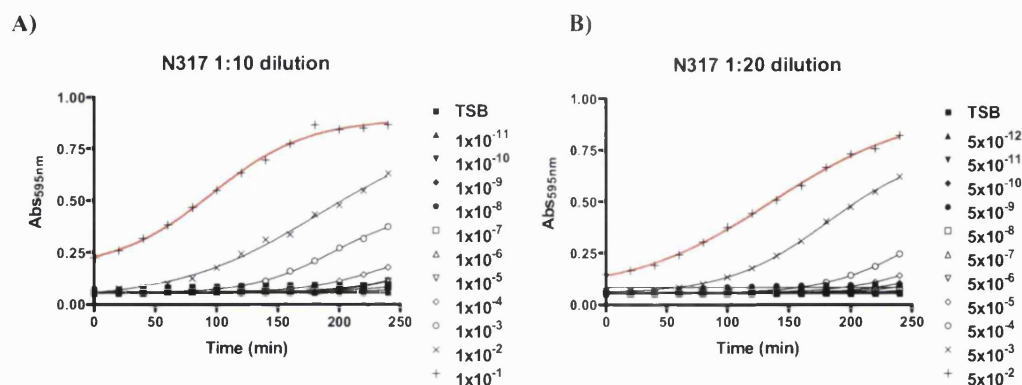 A)
N317 1:10 dilution
Abs595nm
1.00
0.75
0.50
0.25
0.00
0
50
100
150
200
250
Time (min)
TSB
1x10-11
1x10-10
1x10-9
1x10-8
1x10-7
1x10-6
1x10-5
1x10-4
1x10-3
1x10-2
1x10-1
B)
N317 1:20 dilution
Abs595nm
1.00
0.75
0.50
0.25
0.00
0
50
100
150
200
250
Time (min)
TSB
5x10-12
5x10-11
5x10-10
5x10-9
5x10-8
5x10-7
5x10-6
5x10-5
5x10-4
5x10-3
5x10-2